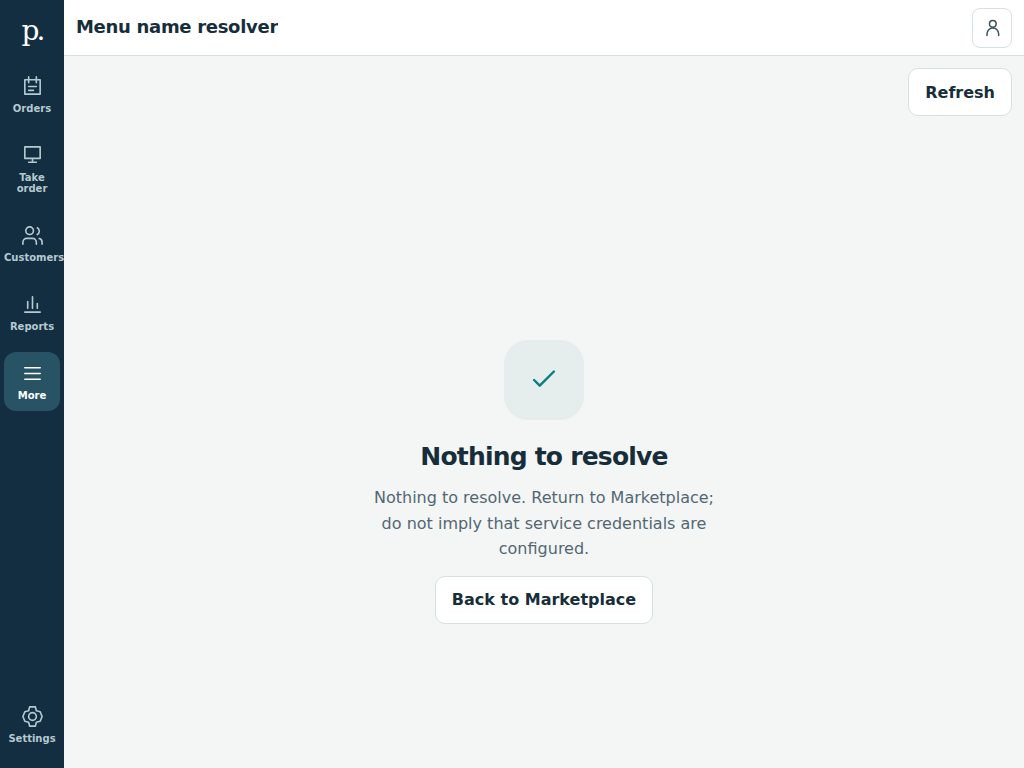 p.
Menu name resolver
Orders
Take
order
Customers
Reports
More
Settings
Refresh
Nothing to resolve
Nothing to resolve. Return to Marketplace;
do not imply that service credentials are
configured.
Back to Marketplace